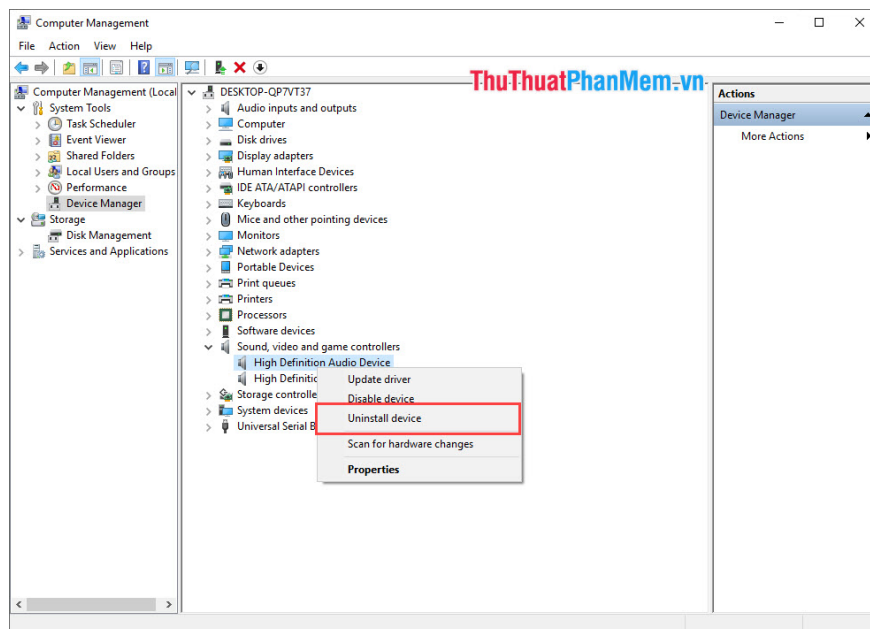 Computer Management
File Action View Help
ThuThuatPhanMem.vn
Computer Management (Local
System Tools
Task Scheduler
Event Viewer
Shared Folders
Local Users and Groups
Performance
Device Manager
Storage
Disk Management
Services and Applications
DESKTOP-QP7VT37
Audio inputs and outputs
Computer
Disk drives
Display adapters
Human Interface Devices
IDE ATA/ATAPI controllers
Keyboards
Mice and other pointing devices
Monitors
Network adapters
Portable Devices
Print queues
Printers
Processors
Software devices
Sound, video and game controllers
High Definition Audio Device
High Definitic
Storage controlle
System devices
Universal Serial B
Update driver
Disable device
Uninstall device
Scan for hardware changes
Properties
Actions
Device Manager
More Actions